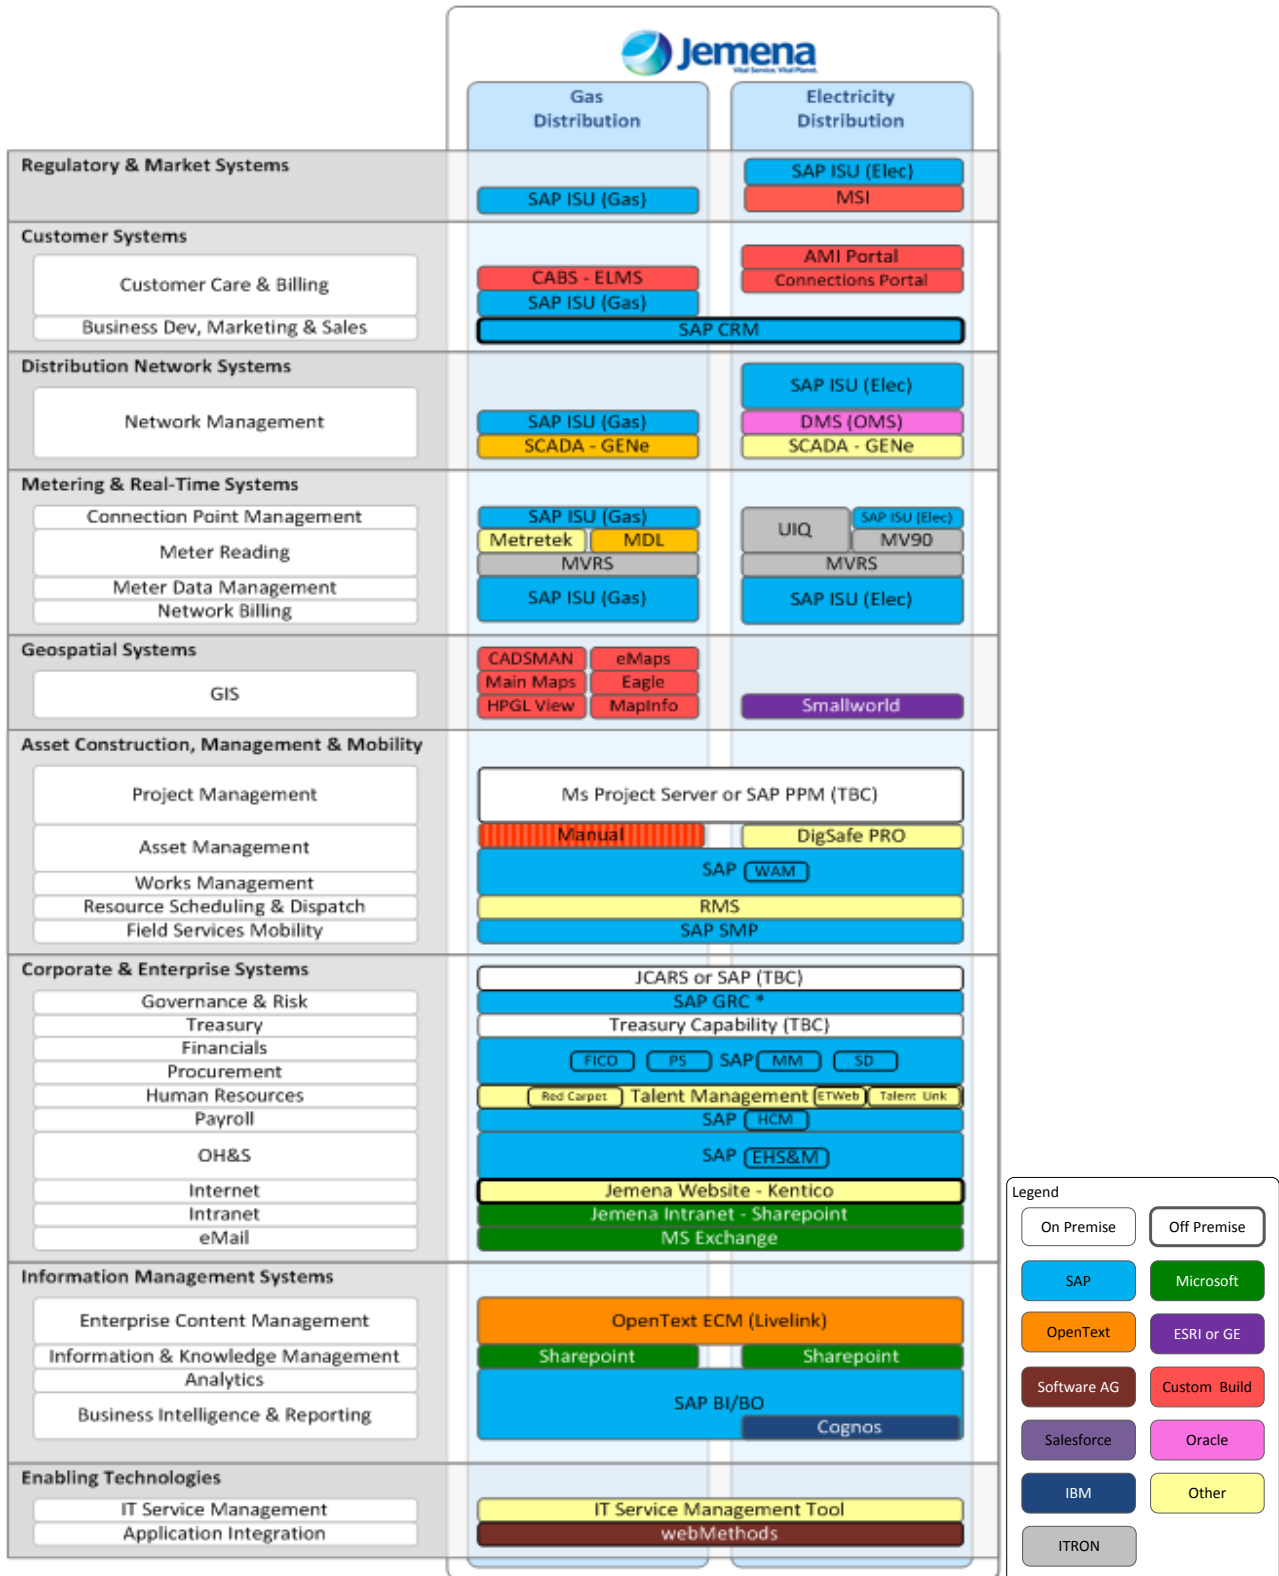 Jemena
Vital Service. Vital Planet.
Gas
Distribution
Electricity
Distribution
Regulatory & Market Systems
SAP ISU (Elec)
SAP ISU (Gas)
MSI
Customer Systems
Customer Care & Billing
AMI Portal
CABS - ELMS
Connections Portal
SAP ISU (Gas)
Business Dev, Marketing & Sales
SAP CRM
Distribution Network Systems
SAP ISU (Elec)
Network Management
SAP ISU (Gas)
DMS (OMS)
SCADA - GENe
SCADA - GENe
Metering & Real-Time Systems
Connection Point Management
SAP ISU (Gas)
UIQ
SAP ISU (Elec)
Meter Reading
Metretek
MDL
MV90
MVRS
MVRS
Meter Data Management
SAP ISU (Gas)
SAP ISU (Elec)
Network Billing
Geospatial Systems
GIS
CADSMAN
eMaps
Main Maps
Eagle
HPGL View
MapInfo
Smallworld
Asset Construction, Management & Mobility
Project Management
Ms Project Server or SAP PPM (TBC)
Asset Management
Manual
DigSafe PRO
SAP WAM
Works Management
Resource Scheduling & Dispatch
RMS
Field Services Mobility
SAP SMP
Corporate & Enterprise Systems
JCARS or SAP (TBC)
Governance & Risk
SAP GRC *
Treasury
Treasury Capability (TBC)
Financials
FICO PS SAP MM SD
Procurement
Human Resources
Red Carpet Talent Management ETWeb Talent Link
Payroll
SAP HCM
OH&S
SAP EHS&M
Internet
Jemena Website - Kentico
Intranet
Jemena Intranet - Sharepoint
eMail
MS Exchange
Information Management Systems
Enterprise Content Management
OpenText ECM (Livelink)
Information & Knowledge Management
Sharepoint
Sharepoint
Analytics
SAP BI/BO
Business Intelligence & Reporting
Cognos
Enabling Technologies
IT Service Management
IT Service Management Tool
Application Integration
webMethods
Legend
On Premise
Off Premise
SAP
Microsoft
OpenText
ESRI or GE
Software AG
Custom Build
Salesforce
Oracle
IBM
Other
ITRON